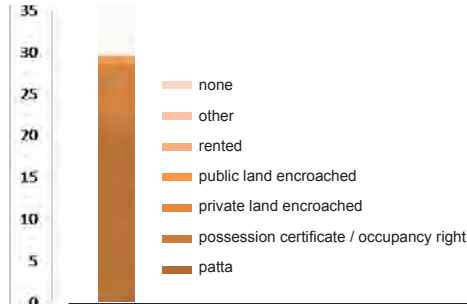 35
30
25
20
15
10
5
0
none
other
rented
public land encroached
private land encroached
possession certificate / occupancy right
patta